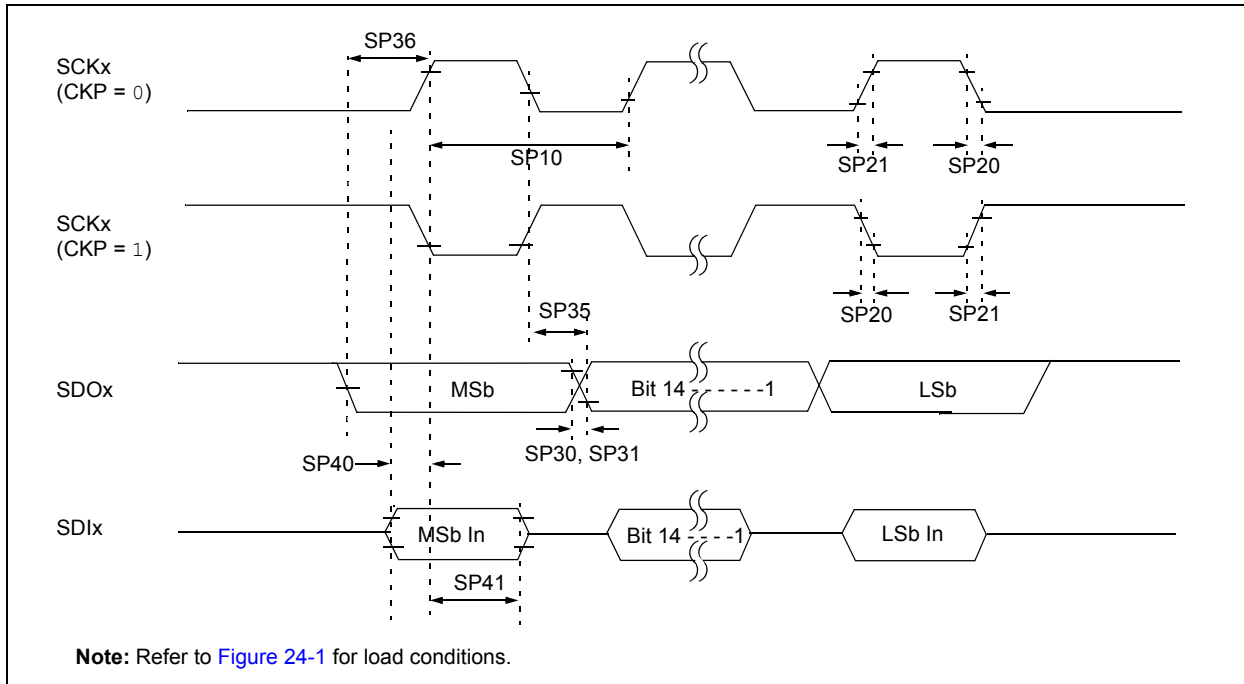 SP36
SCKx
(CKP = 0)
SP10
SP21
SP20
SCKx
(CKP = 1)
SP35
SP20
SP21
SDOx
MSb
Bit 14 - - - - - -1
LSb
SP30, SP31
SP40
SDIx
MSb In
Bit 14 - - - - -1
LSb In
SP41
Note: Refer to Figure 24-1 for load conditions.